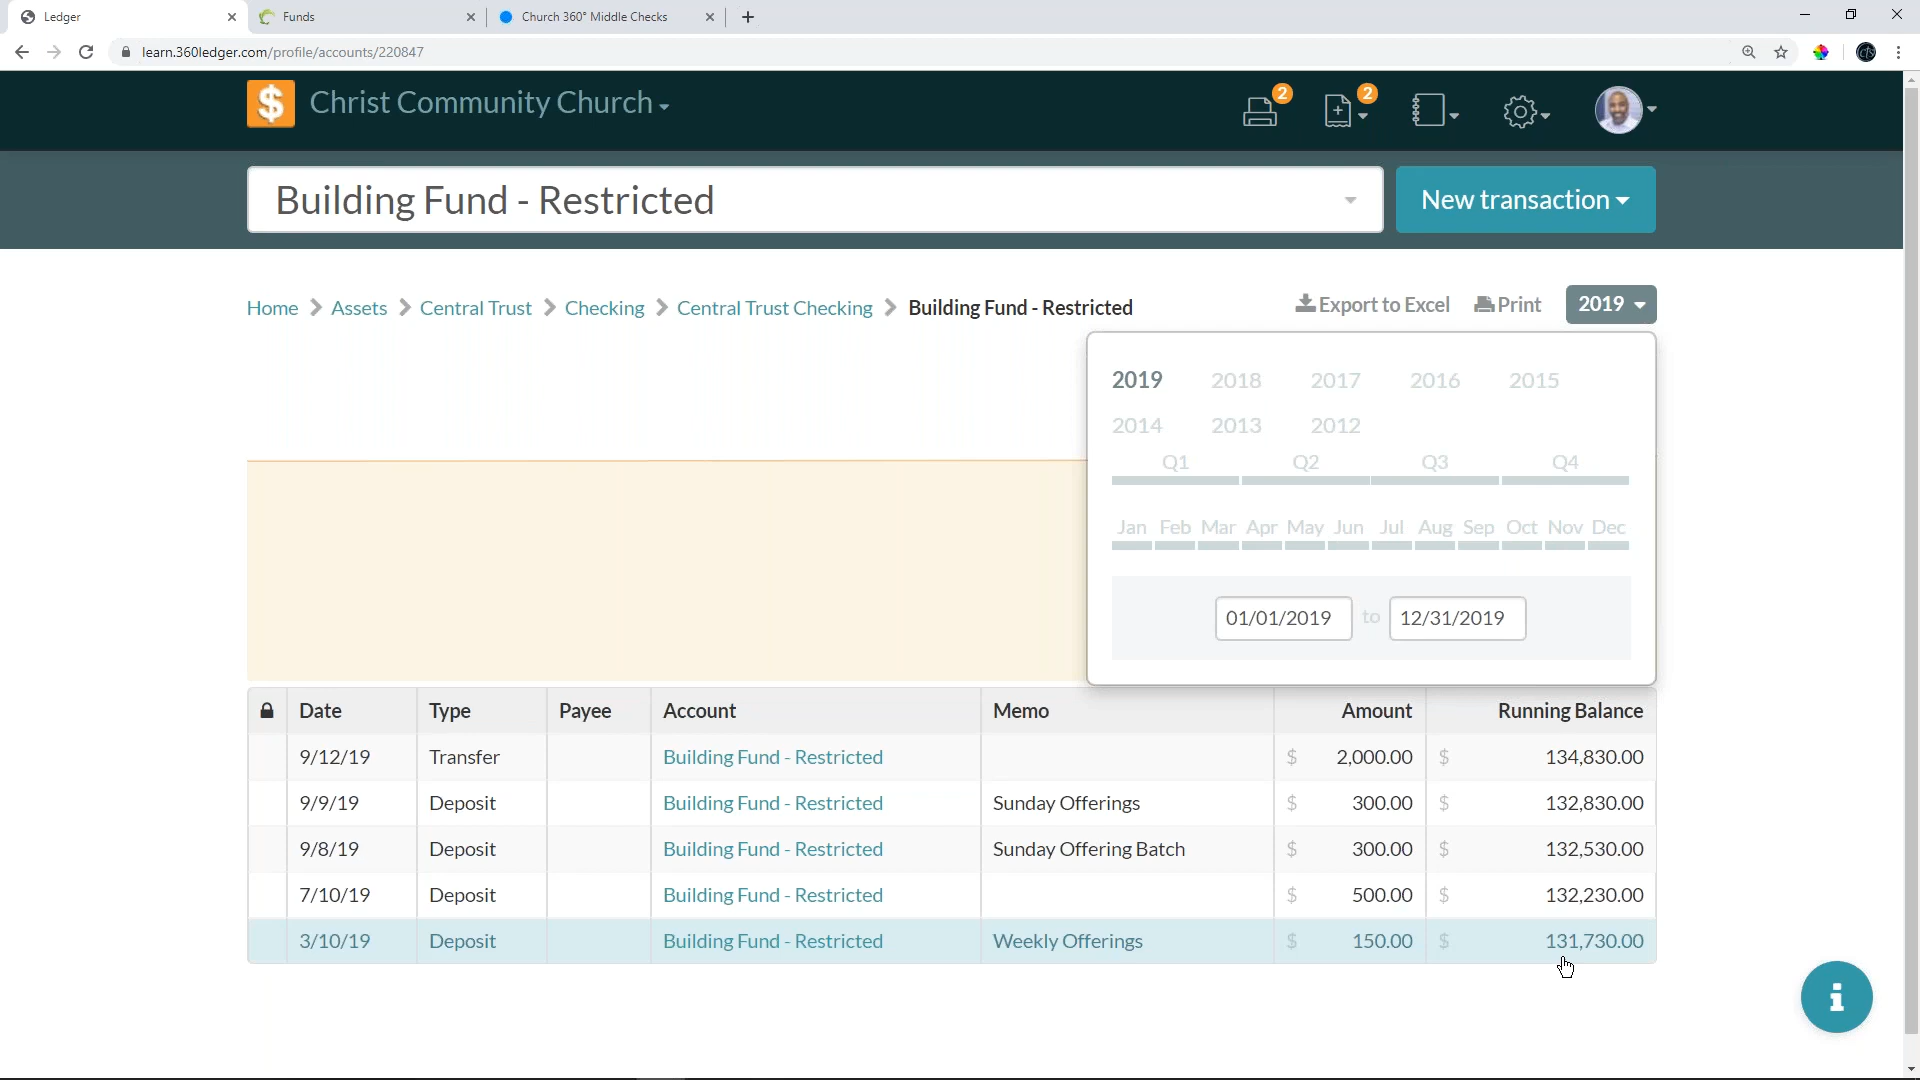 Ledger
Funds
Church 360° Middle Checks
learn.360ledger.com/profile/accounts/220847
$ Christ Community Church
2
2
Building Fund - Restricted
New transaction
Home > Assets > Central Trust > Checking > Central Trust Checking > Building Fund - Restricted
Export to Excel Print 2019
2019 2018 2017 2016 2015
2014 2013 2012
Q1 Q2 Q3 Q4
Jan Feb Mar Apr May Jun Jul Aug Sep Oct Nov Dec
01/01/2019 to 12/31/2019
Date Type Payee Account Memo Amount Running Balance
9/12/19 Transfer Building Fund - Restricted $ 2,000.00 $ 134,830.00
9/9/19 Deposit Building Fund - Restricted Sunday Offerings $ 300.00 $ 132,830.00
9/8/19 Deposit Building Fund - Restricted Sunday Offering Batch $ 300.00 $ 132,530.00
7/10/19 Deposit Building Fund - Restricted $ 500.00 $ 132,230.00
3/10/19 Deposit Building Fund - Restricted Weekly Offerings $ 150.00 $ 131,730.00
i